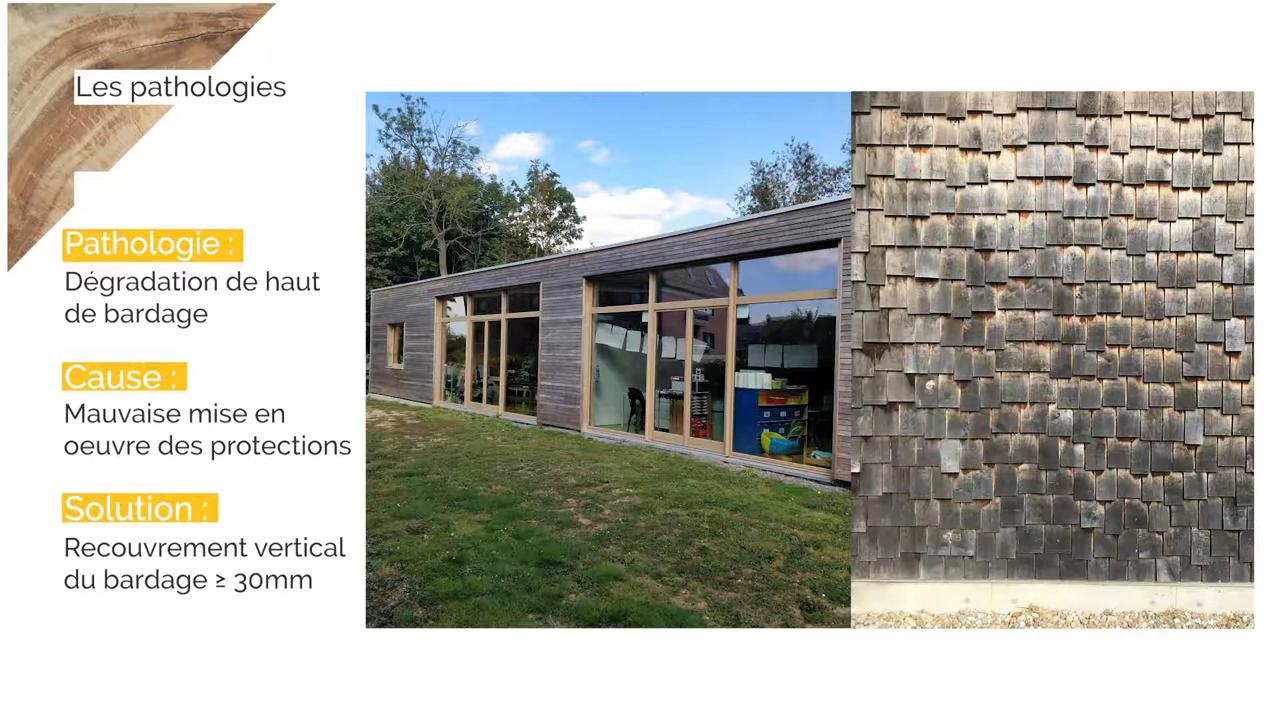 Les pathologies
Pathologie :
Dégradation de haut
de bardage
Cause :
Mauvaise mise en
oeuvre des protections
Solution :
Recouvrement vertical
du bardage ≥ 30mm